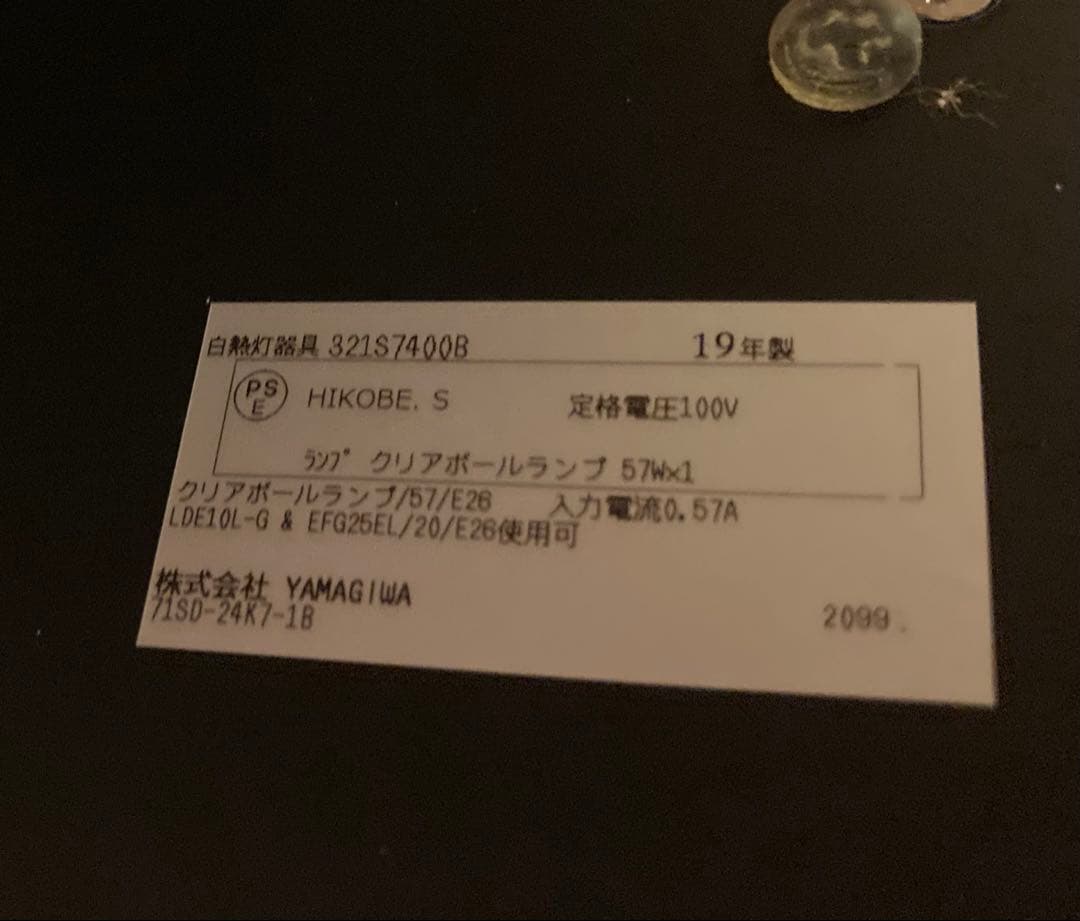 白熱灯器具 321S7400B 19年製
PS E HIKOBE. S 定格電圧100V
ﾗﾝﾌﾟ クリアボールランプ 57W×1
クリアボールランプ/57/E26 入力電流0.57A
LDE10L-G & EFG25EL/20/E26使用可
株式会社 YAMAGIWA
71SD-24K7-1B 2099.